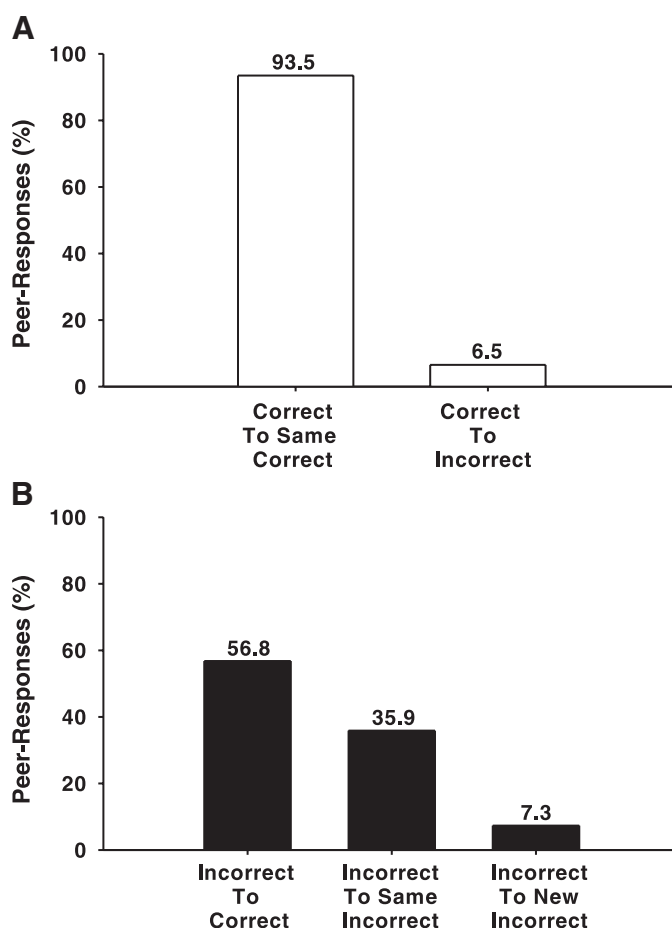 A
Peer-Responses (%)
100
80
60
40
20
0
93.5
6.5
Correct
To Same
Correct
Correct
To
Incorrect
B
Peer-Responses (%)
100
80
60
40
20
0
56.8
35.9
7.3
Incorrect
To
Correct
Incorrect
To Same
Incorrect
Incorrect
To New
Incorrect